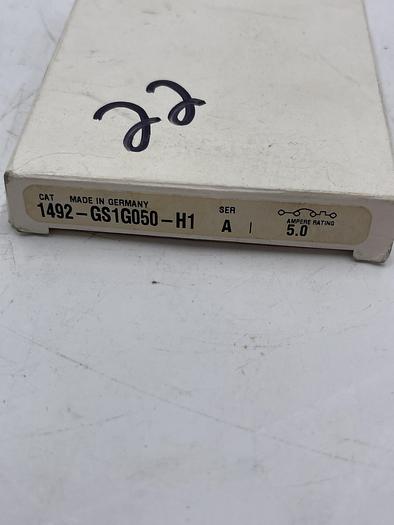 22
CAT MADE IN GERMANY
1492-GS1G050-H1
SER
A
AMPERE RATING
5.0